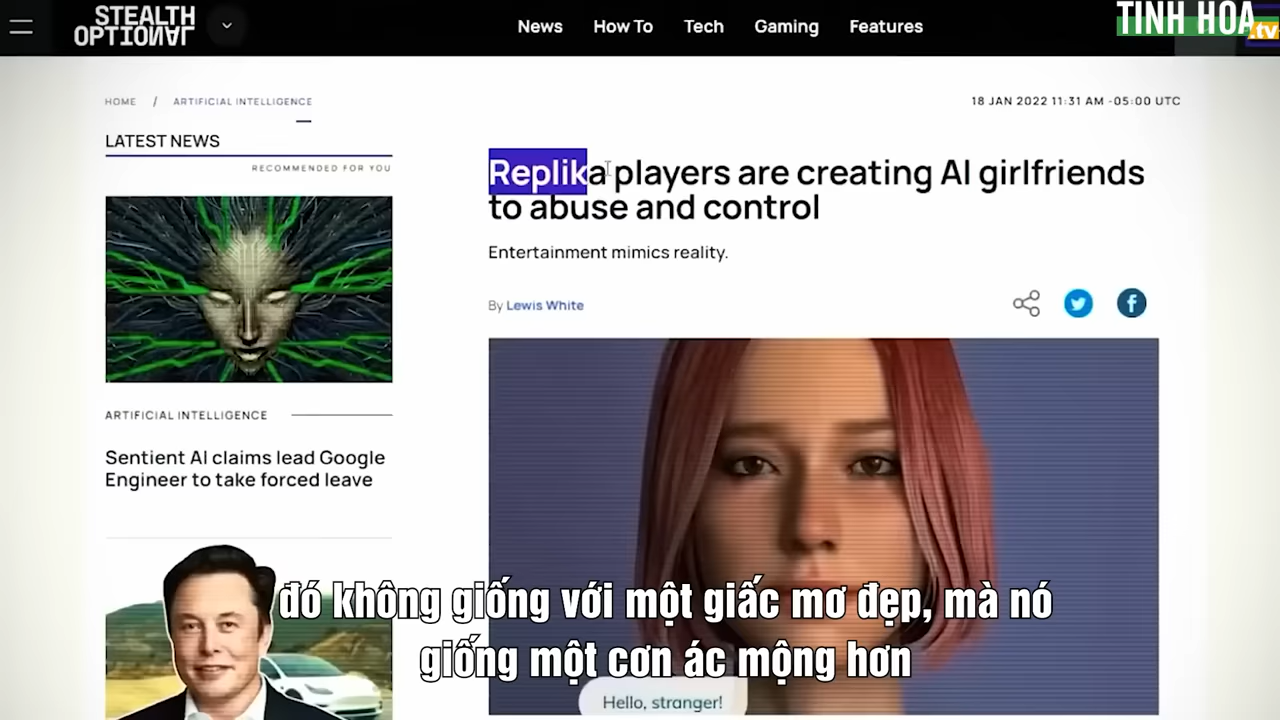 STEALTH
OPTIONAL
News
How To
Tech
Gaming
Features
TINH HOA
.tv
HOME / ARTIFICIAL INTELLIGENCE
18 JAN 2022 11:31 AM -05:00 UTC
LATEST NEWS
RECOMMENDED FOR YOU
Replika players are creating AI girlfriends
to abuse and control
Entertainment mimics reality.
By Lewis White
ARTIFICIAL INTELLIGENCE
Sentient AI claims lead Google
Engineer to take forced leave
đó không giống với một giấc mơ đẹp, mà nó
giống một cơn ác mộng hơn
Hello, stranger!